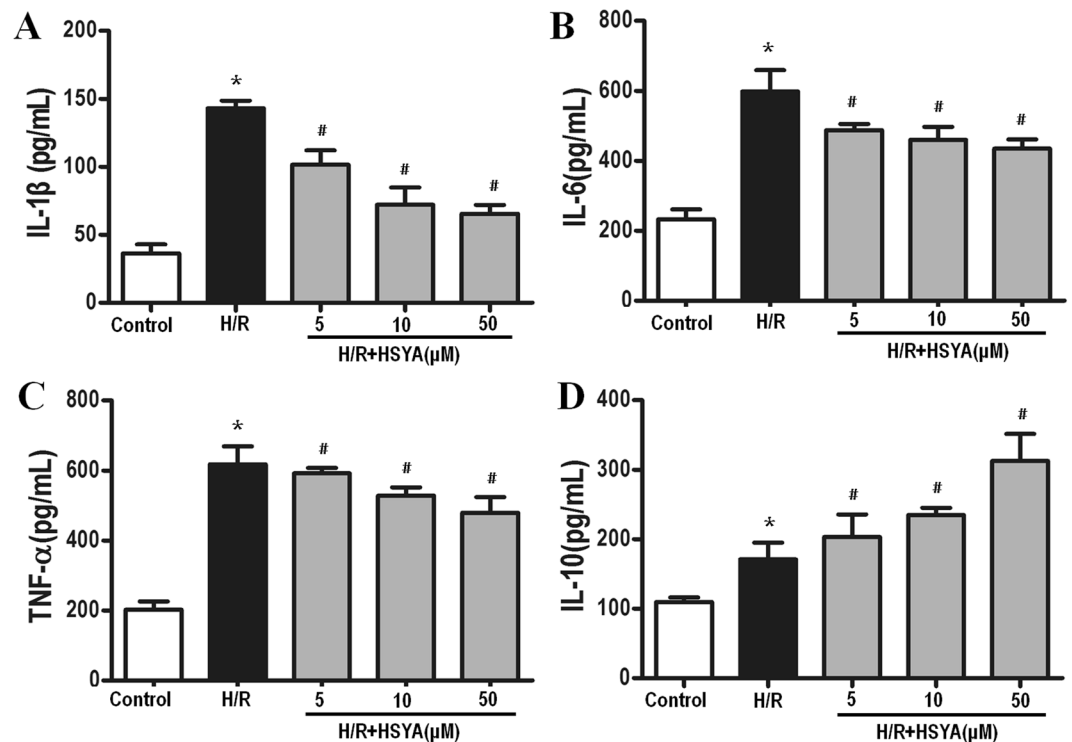 A
IL-1β (pg/mL)
200
150
100
50
0
*
#
#
#
Control
H/R
5
10
50
H/R+HSYA(μM)
B
IL-6(pg/mL)
800
600
400
200
0
*
#
#
#
Control
H/R
5
10
50
H/R+HSYA(μM)
C
TNF-α(pg/mL)
800
600
400
200
0
*
#
#
#
Control
H/R
5
10
50
H/R+HSYA(μM)
D
IL-10(pg/mL)
400
300
200
100
0
*
#
#
#
Control
H/R
5
10
50
H/R+HSYA(μM)